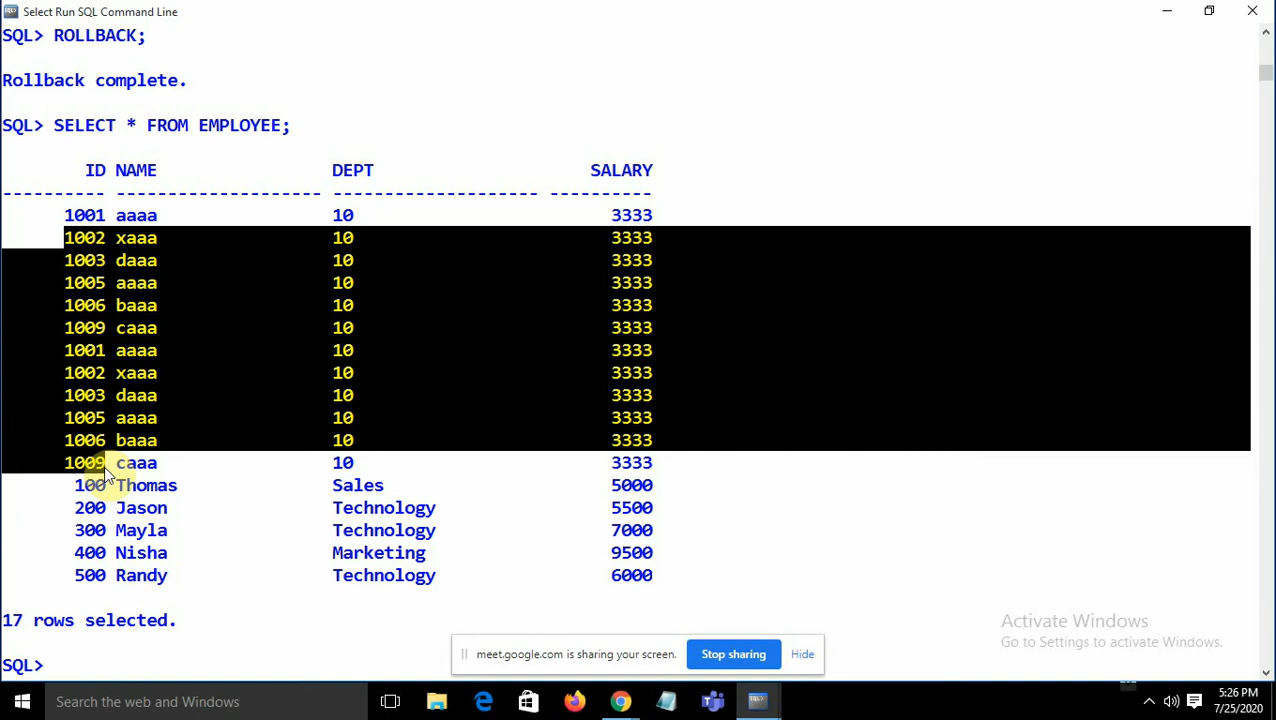 Select Run SQL Command Line
SQL> ROLLBACK;
Rollback complete.
SQL> SELECT * FROM EMPLOYEE;
ID NAME DEPT SALARY
---------- -------------------- -------------------- ----------
1001 aaaa 10 3333
1002 xaaa 10 3333
1003 daaa 10 3333
1005 aaaa 10 3333
1006 baaa 10 3333
1009 caaa 10 3333
1001 aaaa 10 3333
1002 xaaa 10 3333
1003 daaa 10 3333
1005 aaaa 10 3333
1006 baaa 10 3333
1009 caaa 10 3333
100 Thomas Sales 5000
200 Jason Technology 5500
300 Mayla Technology 7000
400 Nisha Marketing 9500
500 Randy Technology 6000
17 rows selected.
SQL>
Activate Windows
Go to Settings to activate Windows.
meet.google.com is sharing your screen. Stop sharing Hide
Search the web and Windows
5:26 PM
7/25/2020